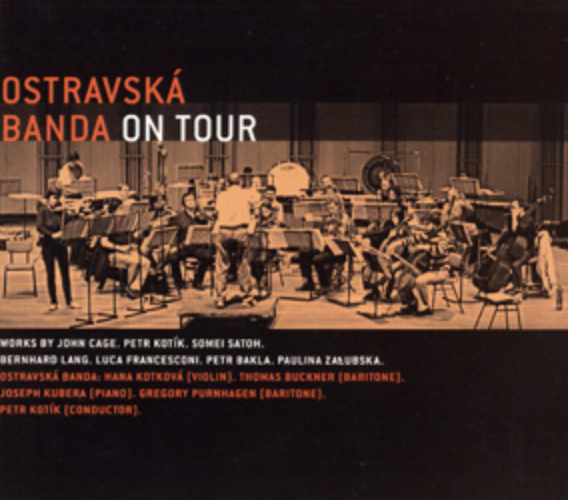 OSTRAVSKÁ
BANDA ON TOUR
WORKS BY JOHN CAGE. PETR KOTÍK. SOMEI SATOH.
BERNHARD LANG. LUCA FRANCESCONI. PETR BAKLA. PAULINA ZAŁUBSKA.
OSTRAVSKÁ BANDA: HANA KOTKOVÁ (VIOLIN). THOMAS BUCKNER (BARITONE).
JOSEPH KUBERA (PIANO). GREGORY PURNHAGEN (BARITONE).
PETR KOTÍK (CONDUCTOR).